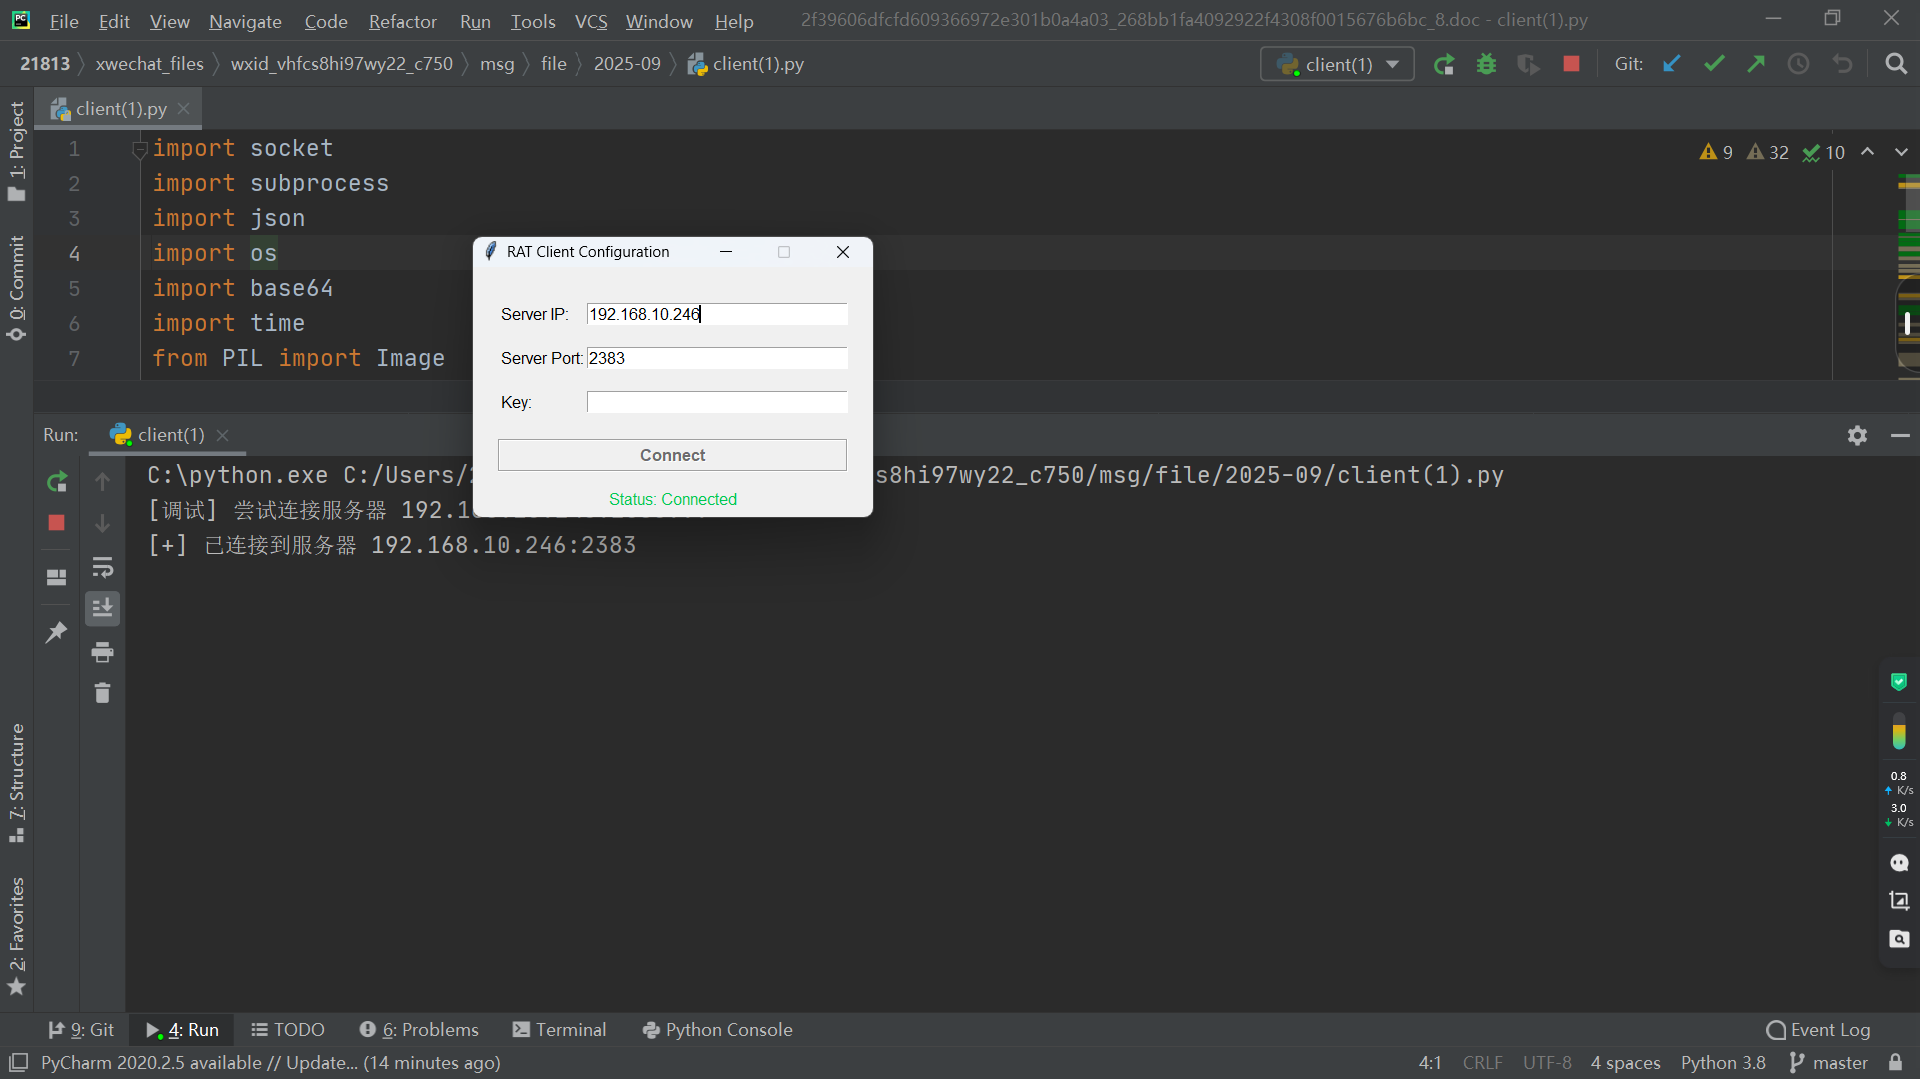 File Edit View Navigate Code Refactor Run Tools VCS Window Help 2f39606dfcfd609366972e301b0a4a03_268bb1fa4092922f4308f0015676b6bc_8.doc - client(1).py
21813 xwechat_files wxid_vhfcs8hi97wy22_c750 msg file 2025-09 client(1).py client(1) Git:
client(1).py
1: Project
0: Commit
7: Structure
2: Favorites
1 import socket
9 32 10
2 import subprocess
3 import json
4 import os
5 import base64
6 import time
7 from PIL import Image
RAT Client Configuration
Server IP: 192.168.10.246
Server Port: 2383
Key:
Connect
Status: Connected
Run: client(1)
C:\python.exe C:/Users/ s8hi97wy22_c750/msg/file/2025-09/client(1).py
[调试] 尝试连接服务器 192.1
[+] 已连接到服务器 192.168.10.246:2383
0.8
K/s
3.0
K/s
9: Git 4: Run TODO 6: Problems Terminal Python Console Event Log
PyCharm 2020.2.5 available // Update... (14 minutes ago) 4:1 CRLF UTF-8 4 spaces Python 3.8 master